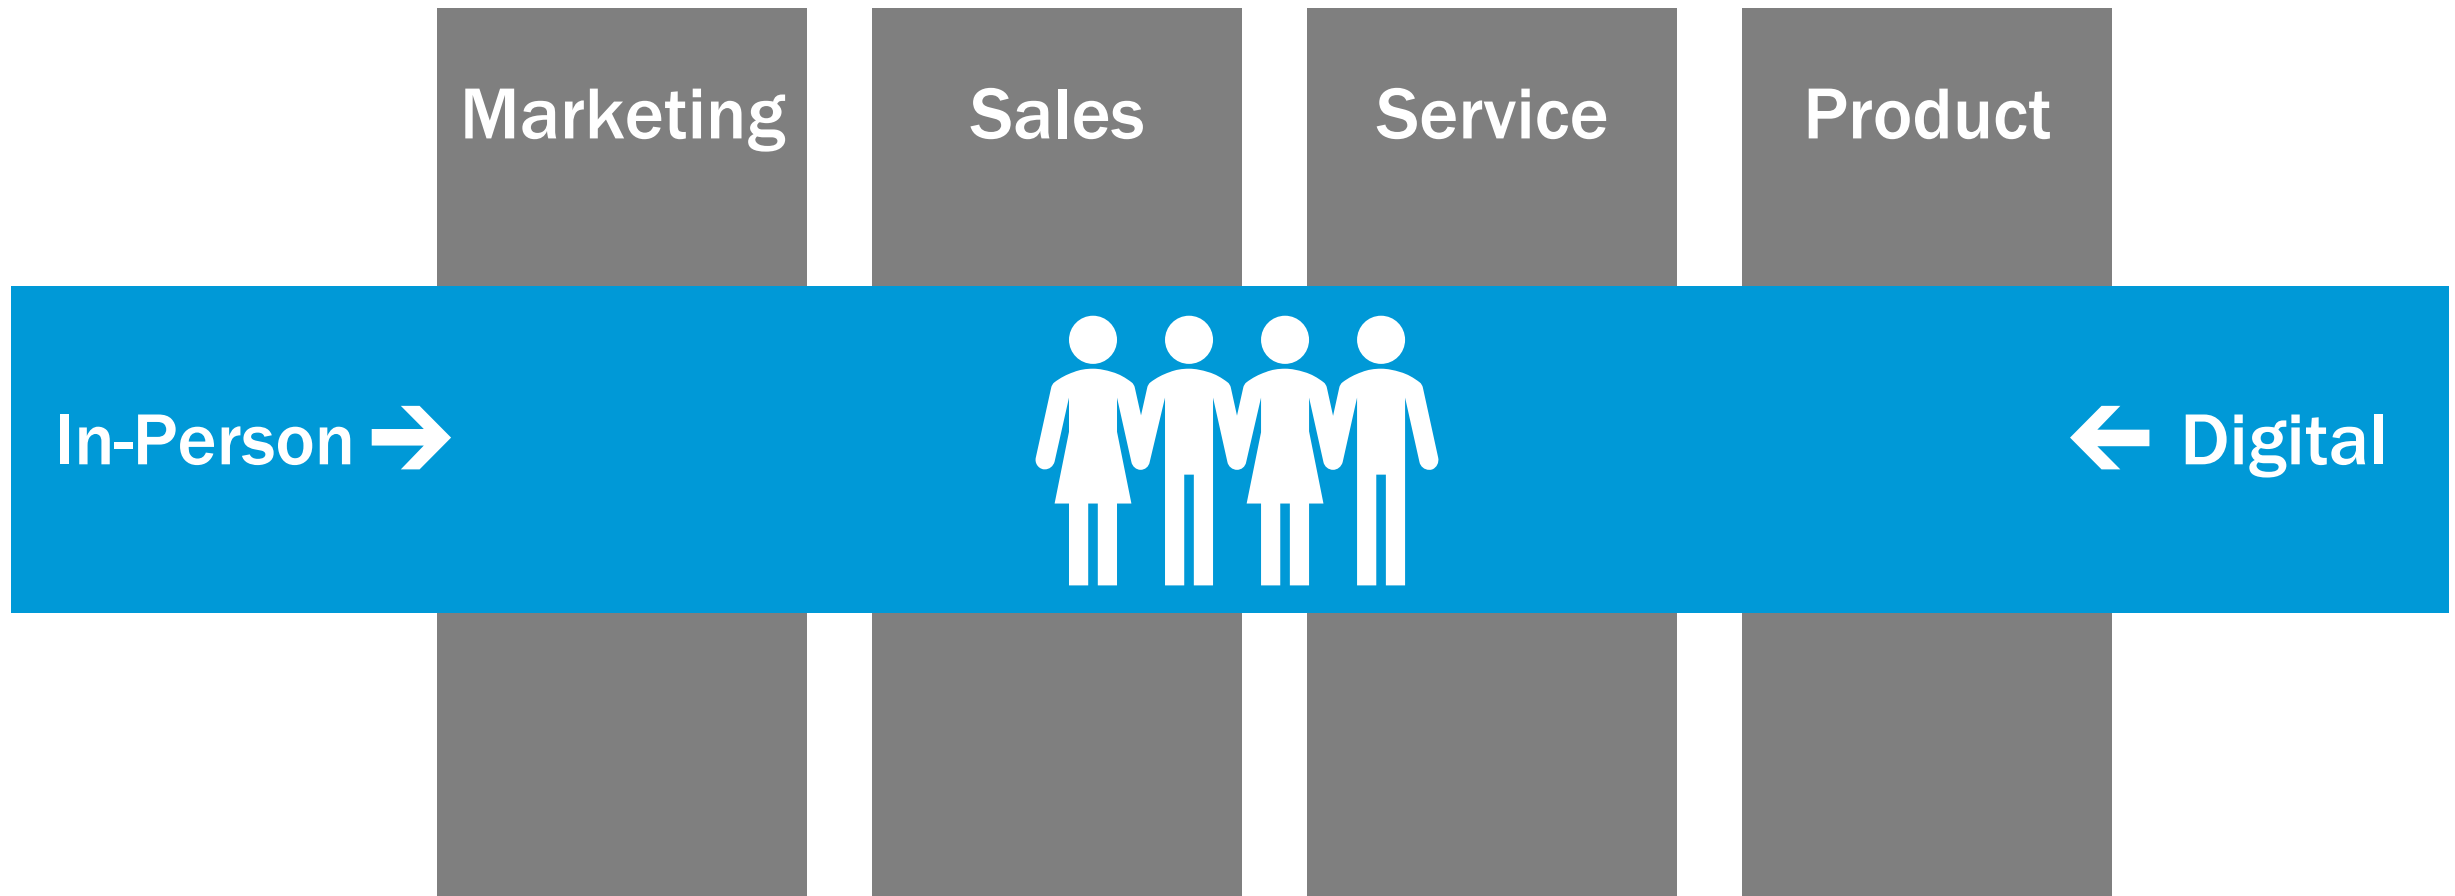 Marketing
Sales
Service
Product
In-Person →
← Digital